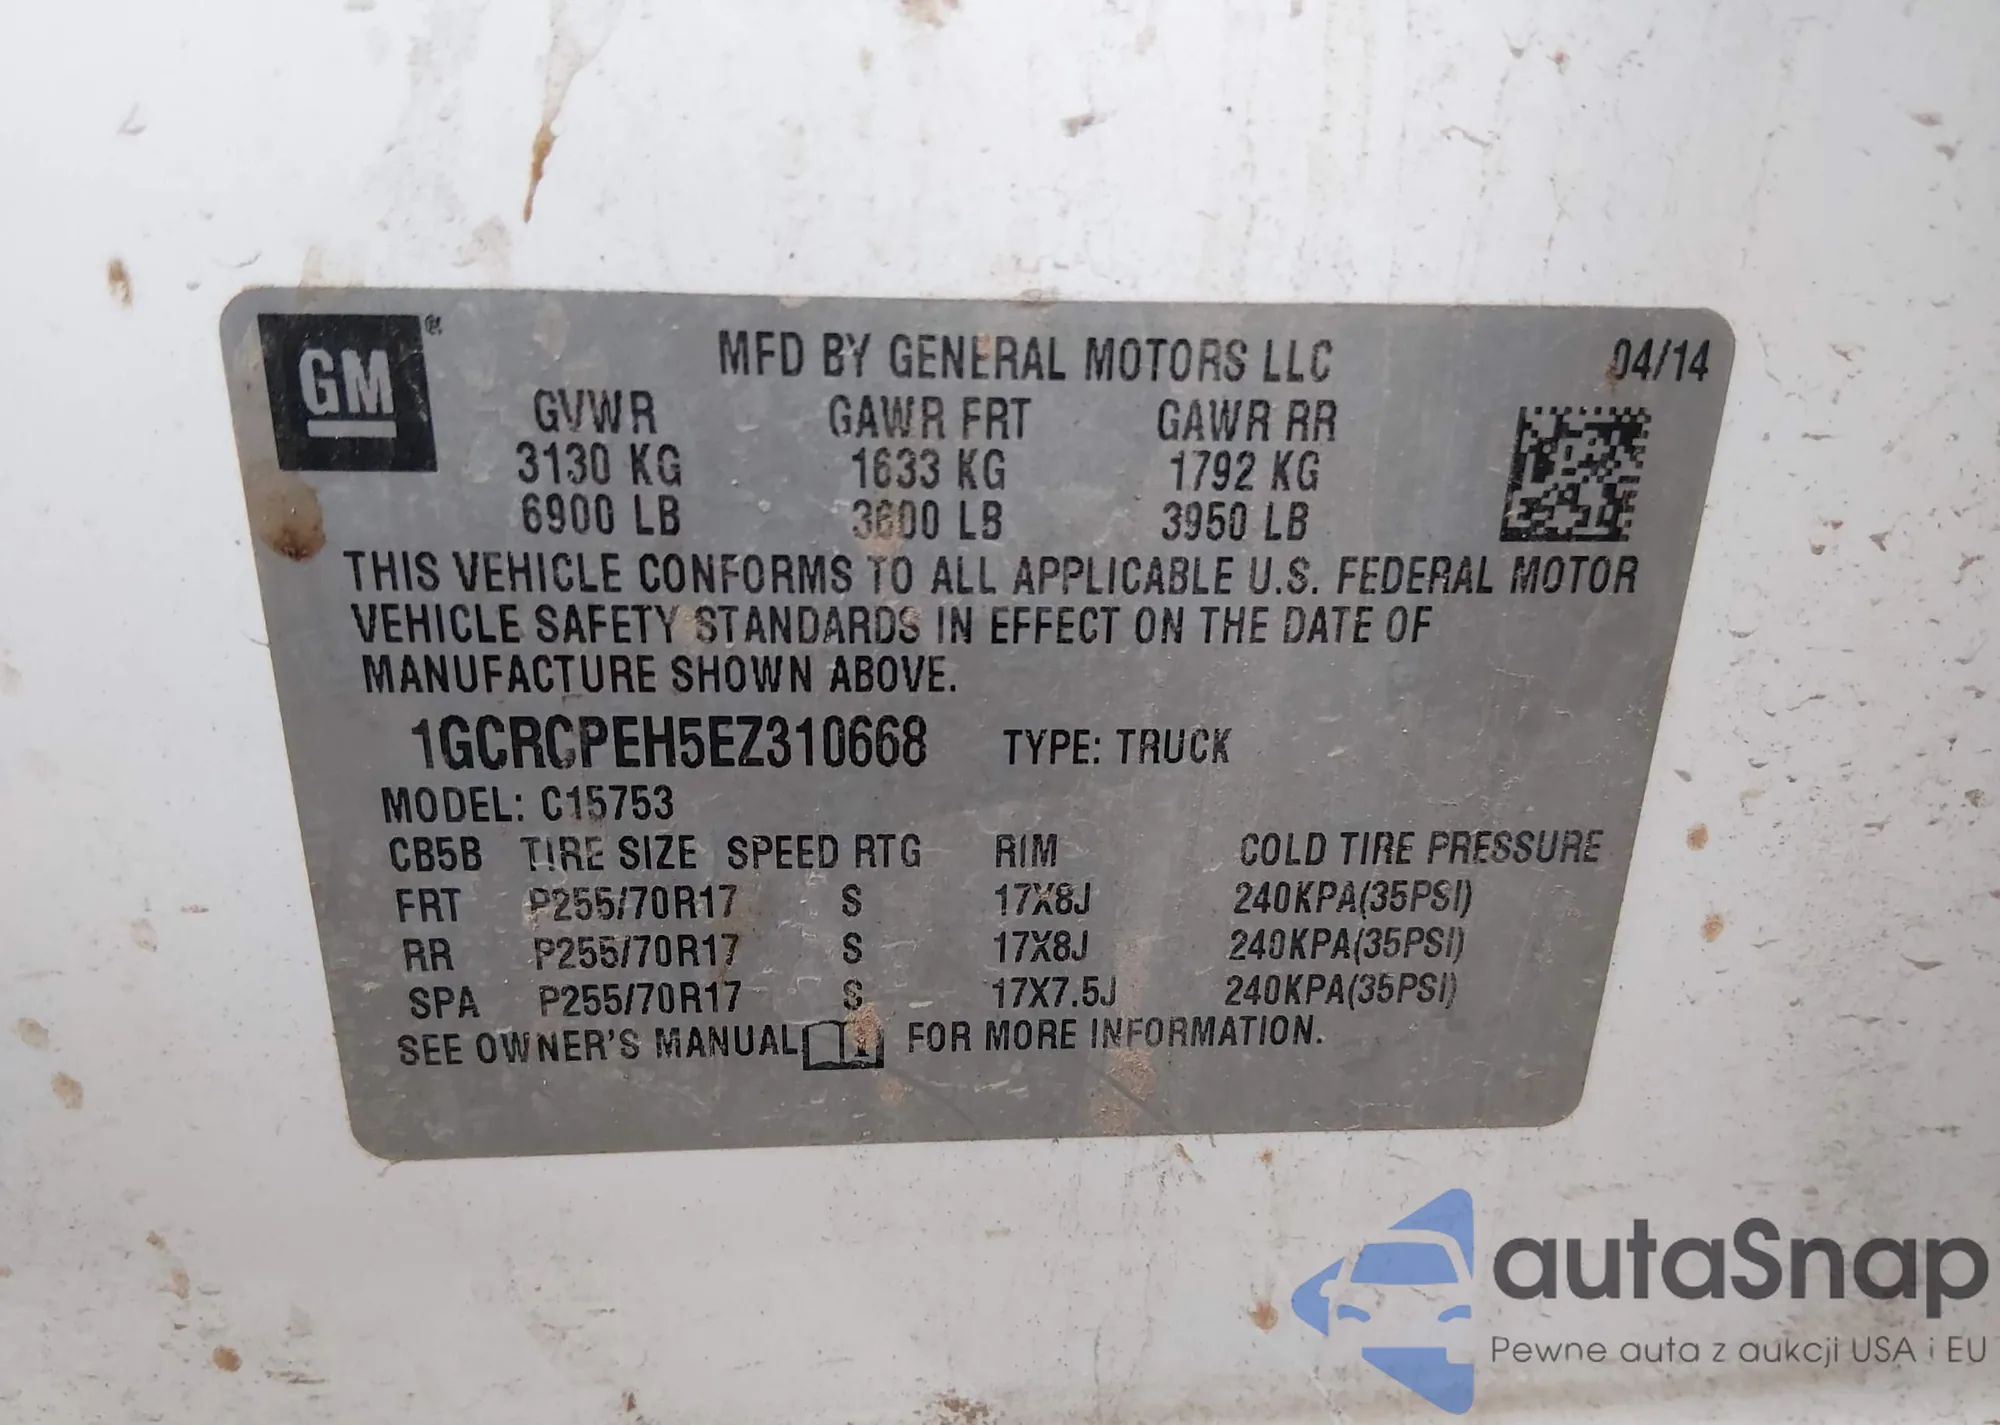 GM®
MFD BY GENERAL MOTORS LLC 04/14
GVWR GAWR FRT GAWR RR
3130 KG 1633 KG 1792 KG
6900 LB 3600 LB 3950 LB
THIS VEHICLE CONFORMS TO ALL APPLICABLE U.S. FEDERAL MOTOR
VEHICLE SAFETY STANDARDS IN EFFECT ON THE DATE OF
MANUFACTURE SHOWN ABOVE.
1GCRCPEH5EZ310668 TYPE: TRUCK
MODEL: C15753
CB5B TIRE SIZE SPEED RTG RIM COLD TIRE PRESSURE
FRT P255/70R17 S 17X8J 240KPA(35PSI)
RR P255/70R17 S 17X8J 240KPA(35PSI)
SPA P255/70R17 S 17X7.5J 240KPA(35PSI)
SEE OWNER'S MANUAL FOR MORE INFORMATION.
autaSnap
Pewne auta z aukcji USA i EU